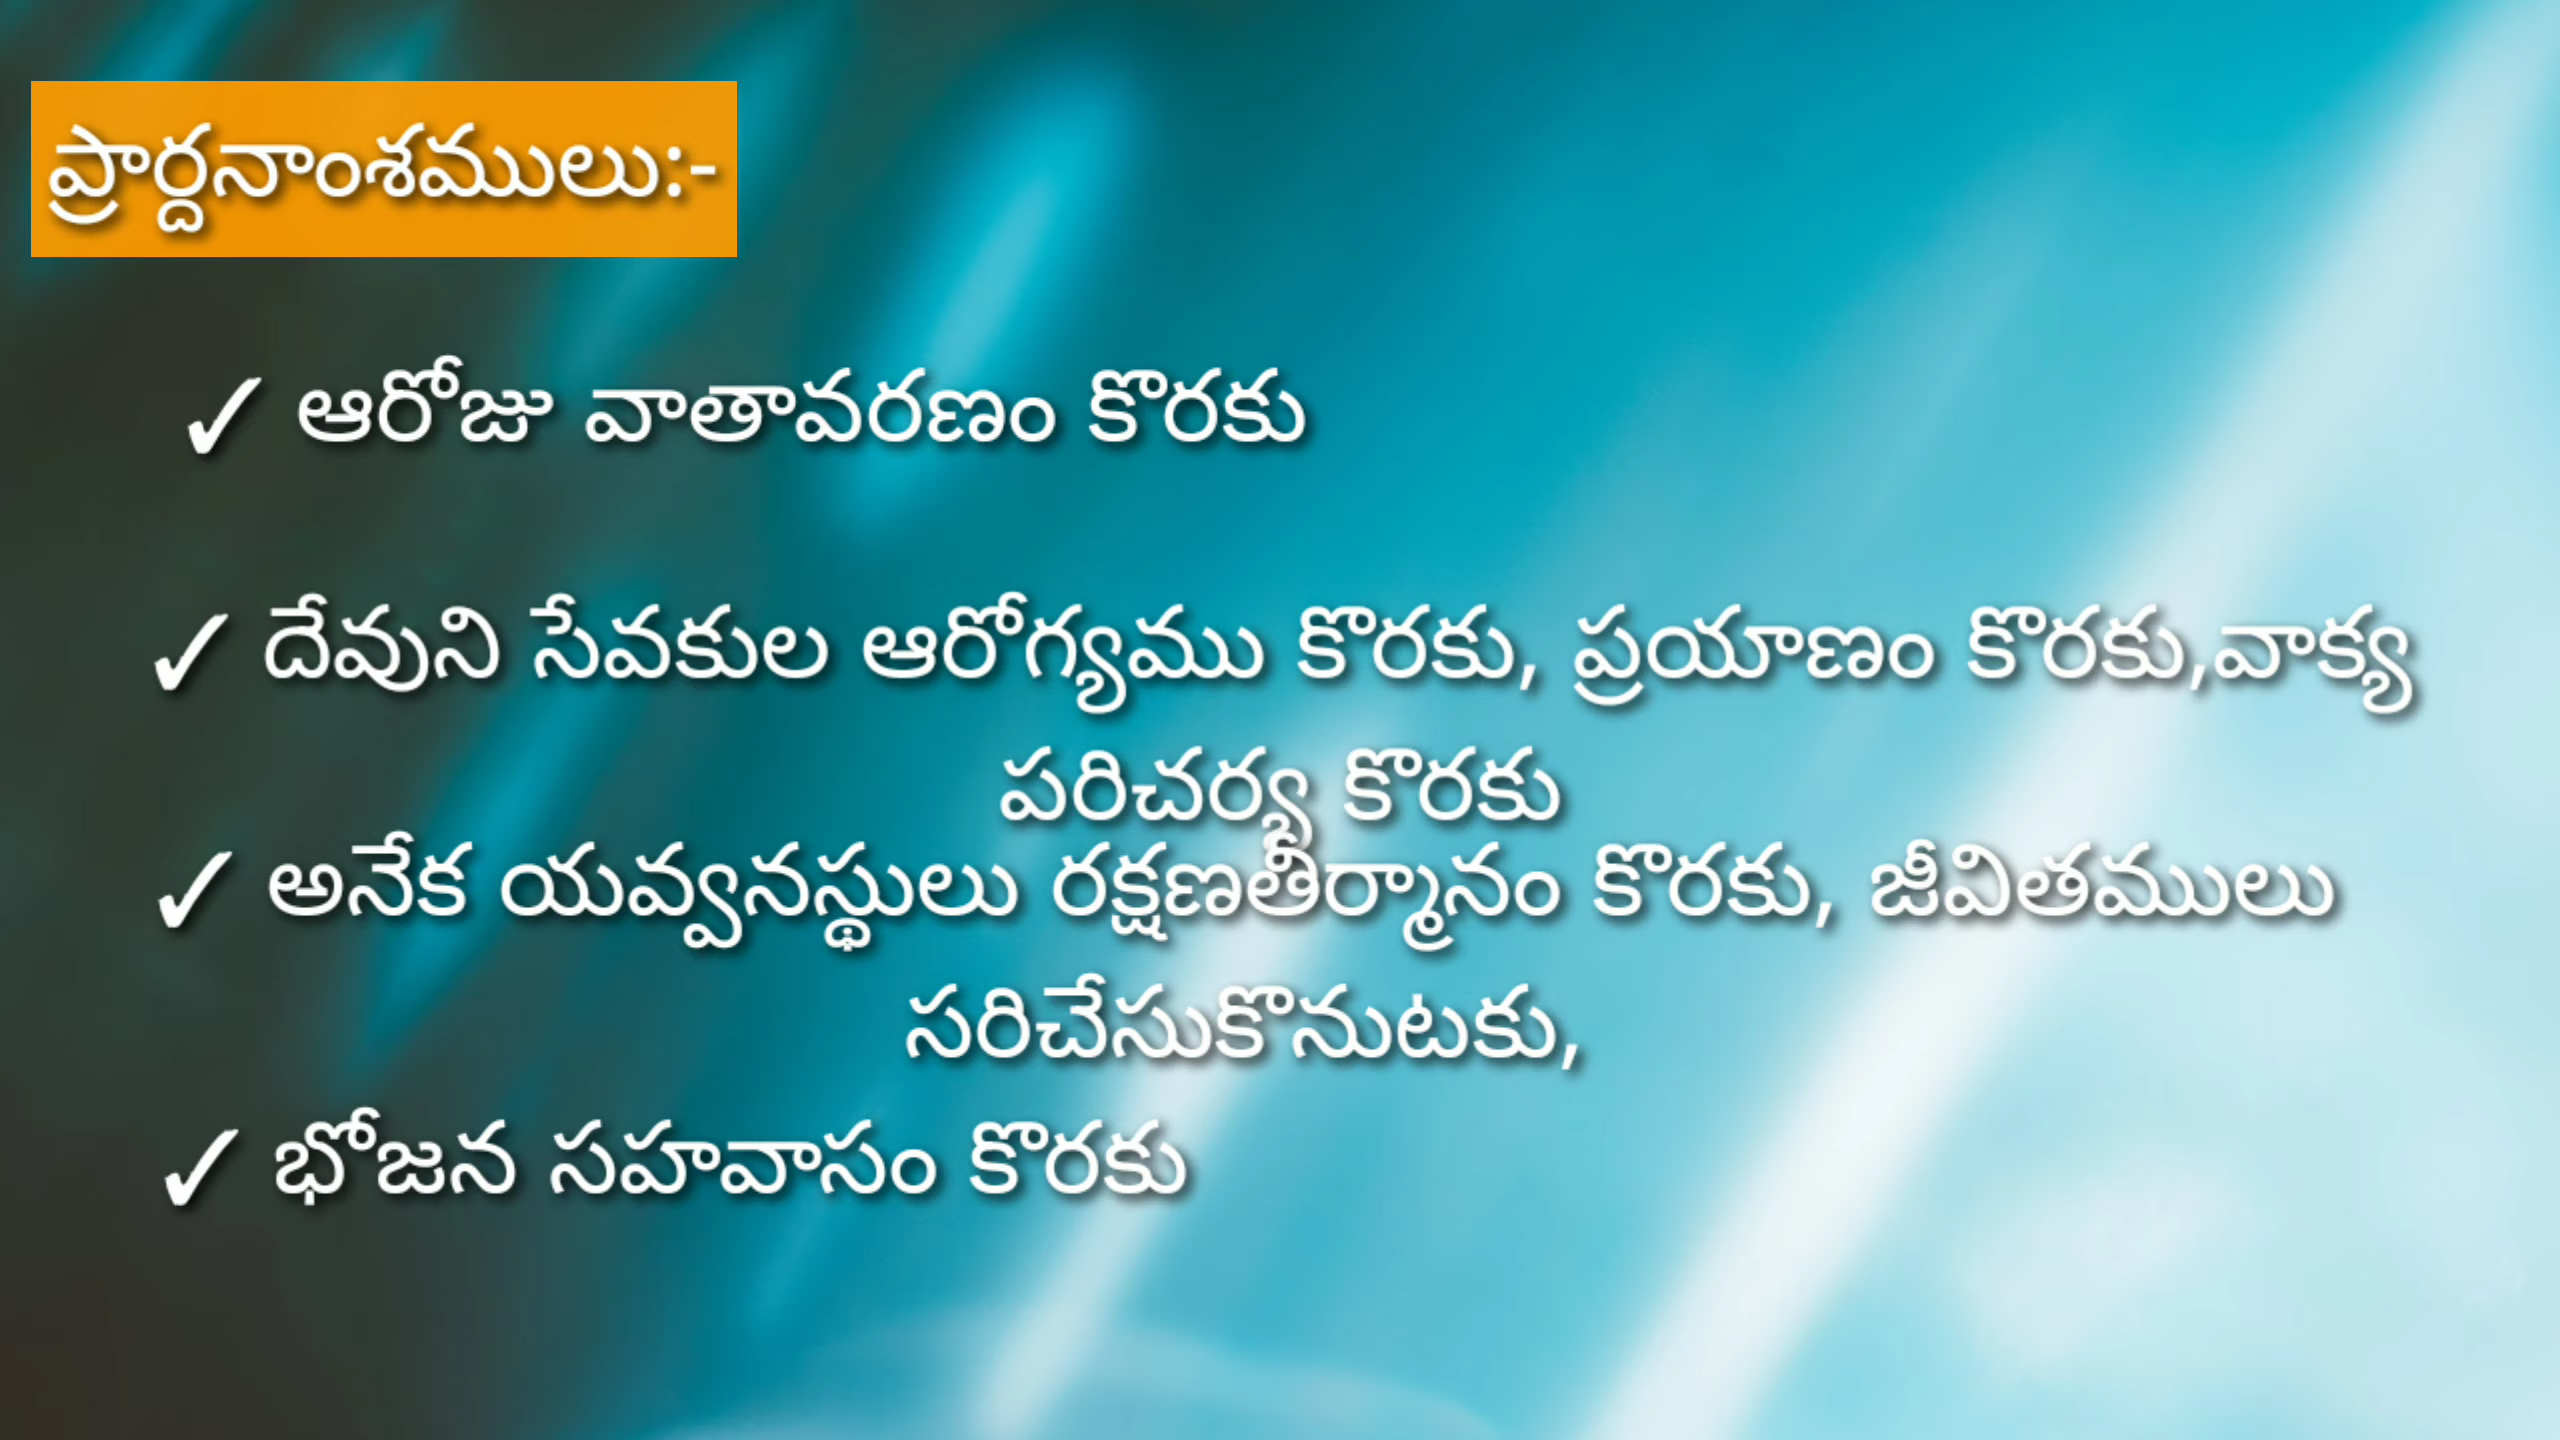 ప్రార్దనాంశములు:-
✓ ఆరోజు వాతావరణం కొరకు
✓ దేవుని సేవకుల ఆరోగ్యము కొరకు, ప్రయాణం కొరకు,వాక్య
పరిచర్య కొరకు
✓ అనేక యవ్వనస్థులు రక్షణతీర్మానం కొరకు, జీవితములు
సరిచేసుకొనుటకు,
✓ భోజన సహవాసం కొరకు